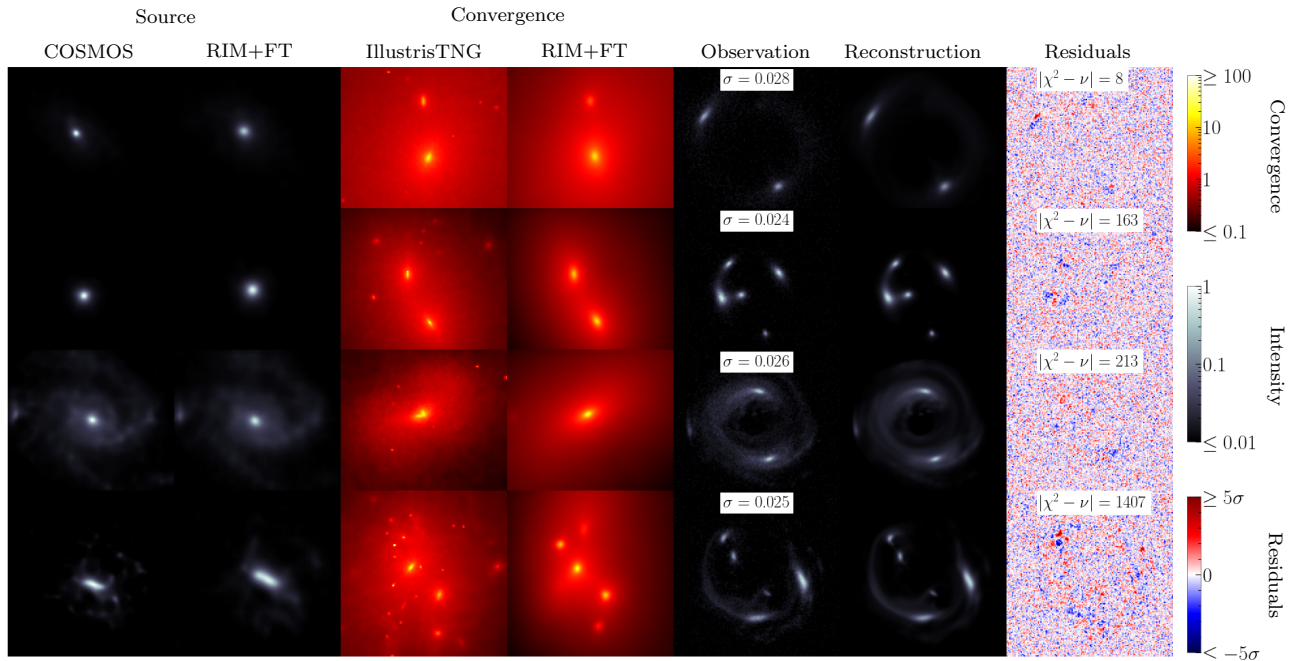 Source Convergence
COSMOS RIM+FT IllustrisTNG RIM+FT Observation Reconstruction Residuals
σ = 0.028 |χ² − ν| = 8
σ = 0.024 |χ² − ν| = 163
σ = 0.026 |χ² − ν| = 213
σ = 0.025 |χ² − ν| = 1407
≥ 100
10
1
≤ 0.1
Convergence
1
0.1
≤ 0.01
Intensity
≥ 5σ
0
≤ −5σ
Residuals